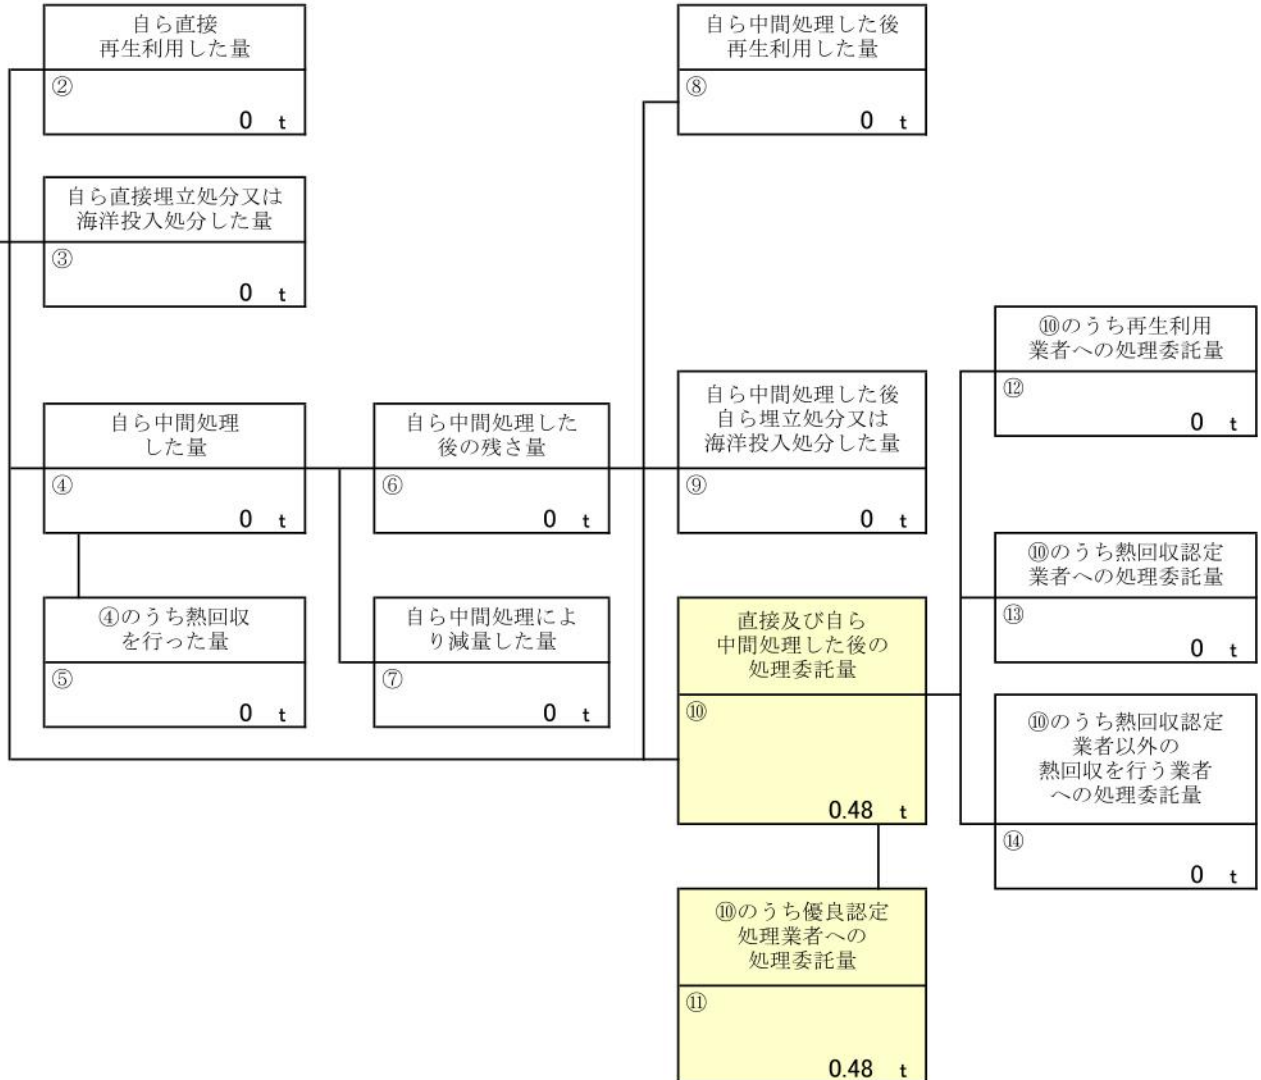 自ら直接
再生利用した量
②
0 t
自ら中間処理した後
再生利用した量
⑧
0 t
自ら直接埋立処分又は
海洋投入処分した量
③
0 t
⑩のうち再生利用
業者への処理委託量
⑫
0 t
自ら中間処理
した量
④
0 t
自ら中間処理した
後の残さ量
⑥
0 t
自ら中間処理した後
自ら埋立処分又は
海洋投入処分した量
⑨
0 t
⑩のうち熱回収認定
業者への処理委託量
⑬
0 t
④のうち熱回収
を行った量
⑤
0 t
自ら中間処理によ
り減量した量
⑦
0 t
直接及び自ら
中間処理した後の
処理委託量
⑩
0.48 t
⑩のうち熱回収認定
業者以外の
熱回収を行う業者
への処理委託量
⑭
0 t
⑩のうち優良認定
処理業者への
処理委託量
⑪
0.48 t